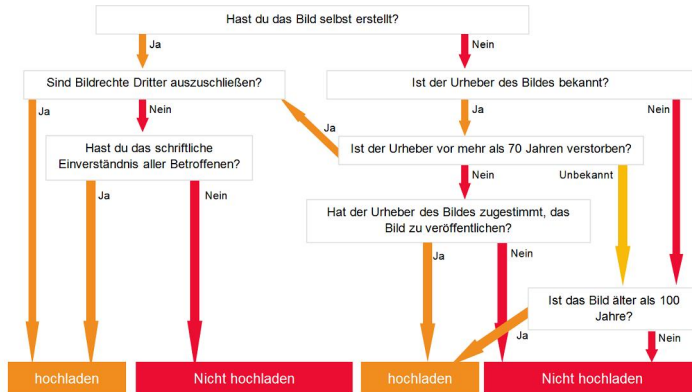 Hast du das Bild selbst erstellt?
Ja
Nein
Sind Bildrechte Dritter auszuschließen?
Ist der Urheber des Bildes bekannt?
Ja
Nein
Ja
Nein
Ja
Hast du das schriftliche
Einverständnis aller Betroffenen?
Ist der Urheber vor mehr als 70 Jahren verstorben?
Ja
Nein
Nein
Unbekannt
Hat der Urheber des Bildes zugestimmt, das
Bild zu veröffentlichen?
Ja
Nein
Ist das Bild älter als 100
Jahre?
Ja
Nein
hochladen
Nicht hochladen
hochladen
Nicht hochladen